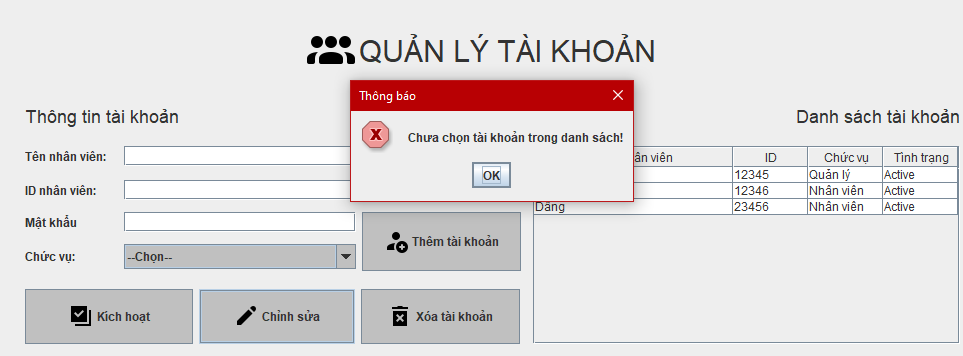 QUẢN LÝ TÀI KHOẢN
Thông báo
Chưa chọn tài khoản trong danh sách!
OK
Thông tin tài khoản
Tên nhân viên:
ID nhân viên:
Mật khẩu
Chức vụ:
--Chọn--
Thêm tài khoản
Kích hoạt
Chỉnh sửa
Xóa tài khoản
Danh sách tài khoản
viên ID Chức vụ Tình trạng
12345 Quản lý Active
12346 Nhân viên Active
23456 Nhân viên Active